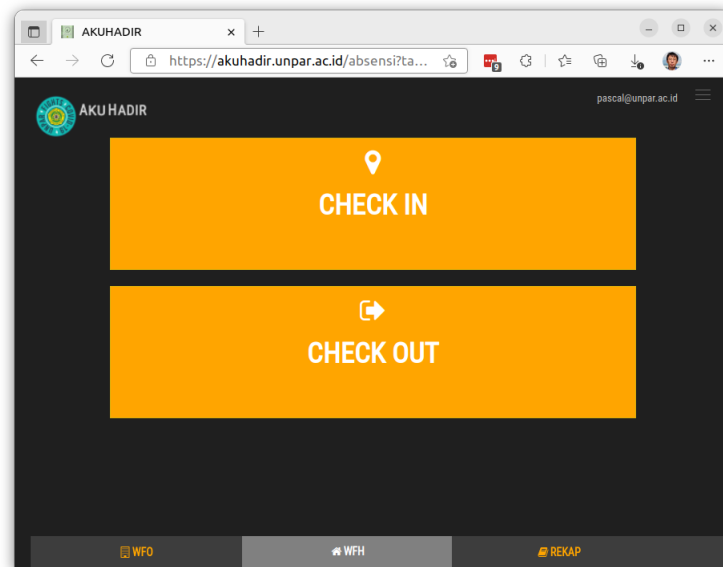 AKUHADIR
https://akuhadir.unpar.ac.id/absensi?ta...
9
AKU HADIR
pascal@unpar.ac.id
CHECK IN
CHECK OUT
WFO
WFH
REKAP